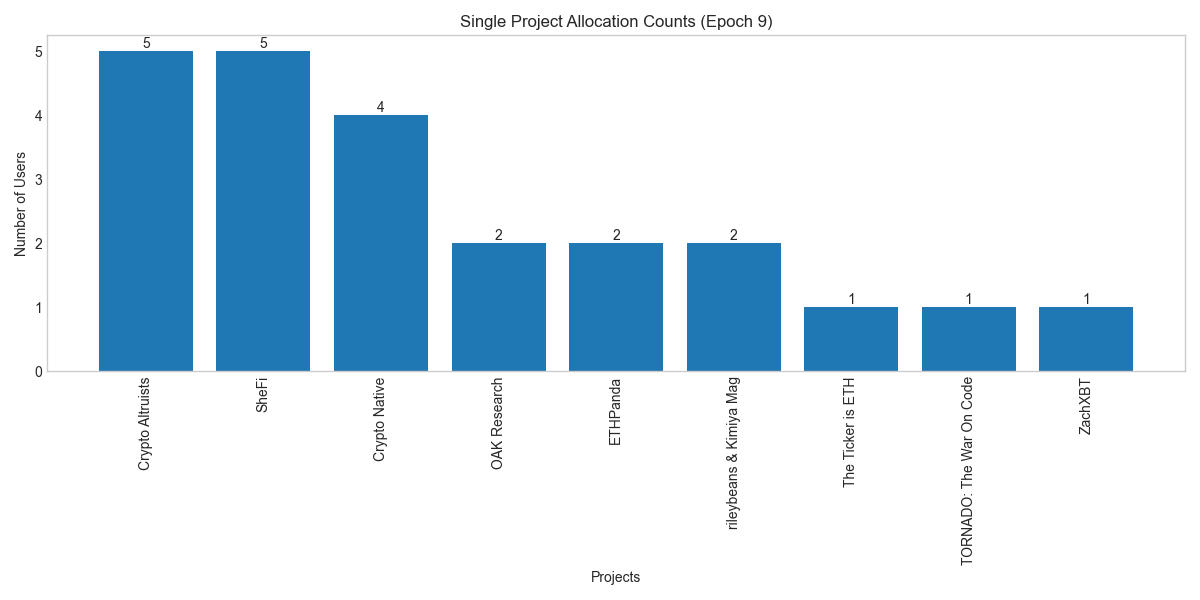 Single Project Allocation Counts (Epoch 9)
Number of Users
5
4
3
2
1
0
5
5
4
2
2
2
1
1
1
Crypto Altruists
SheFi
Crypto Native
OAK Research
ETHPanda
rileybeans & Kimiya Mag
The Ticker is ETH
TORNADO: The War On Code
ZachXBT
Projects